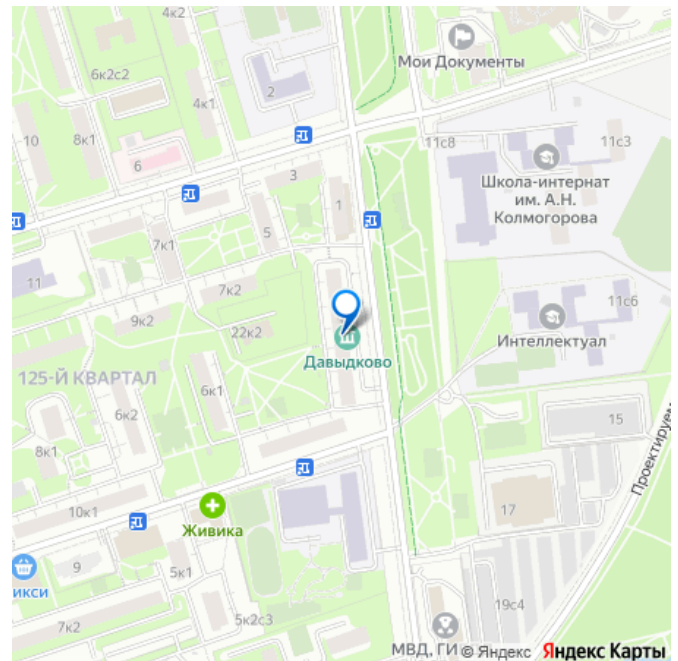 4к2
Мои Документы
6к2с2
2
4к1
10
8к1
6
11с8
11с3
3
Школа-интернат
им. А.Н.
Колмогорова
1
5
7к1
11
7к2
11с6
9к2
22к2
Интеллектуал
Давыдково
125-Й КВАРТАЛ
6к1
6к2
15
Проектируем
8к1
10к1
17
Живика
9
5к1
икси
19с4
5к2с3
7к2
МВД, ГИ
© Яндекс Яндекс Карты